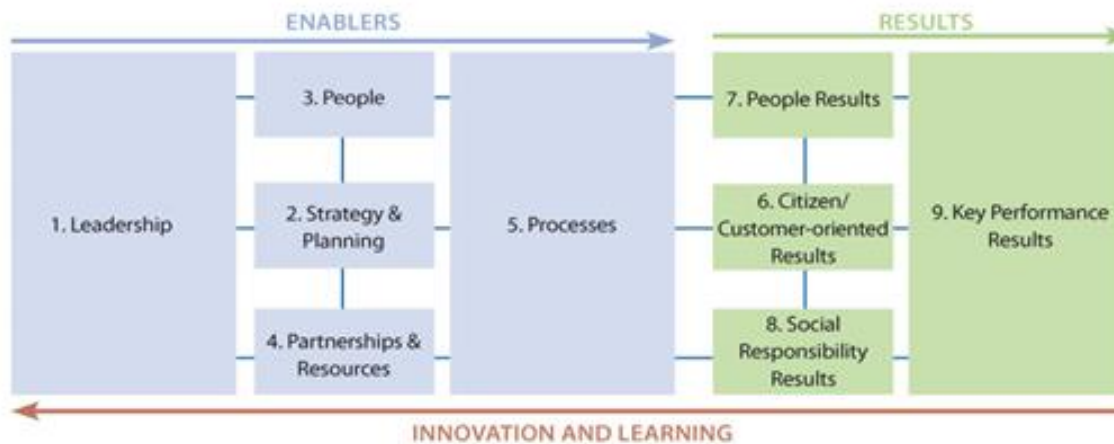 ENABLERS
RESULTS
1. Leadership
3. People
2. Strategy &
Planning
4. Partnerships &
Resources
5. Processes
7. People Results
6. Citizen/
Customer-oriented
Results
8. Social
Responsibility
Results
9. Key Performance
Results
INNOVATION AND LEARNING